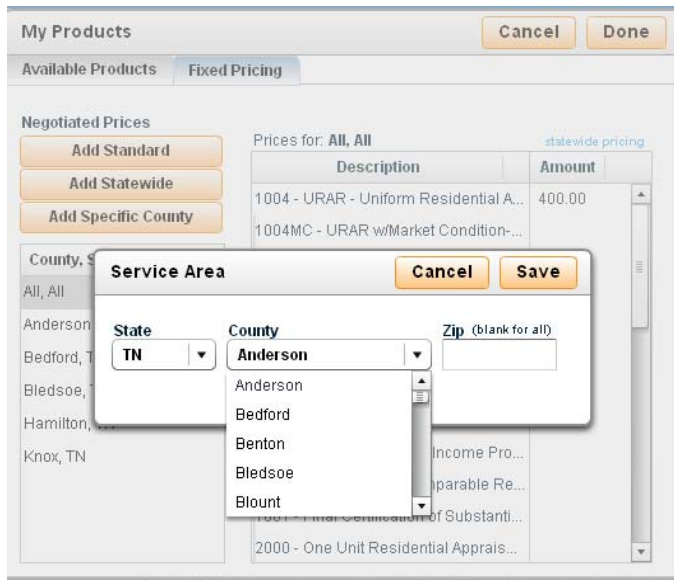 My Products
Cancel
Done
Available Products
Fixed Pricing
Negotiated Prices
Add Standard
Add Statewide
Add Specific County
Prices for: All, All
statewide pricing
Description
Amount
1004 - URAR - Uniform Residential A...
400.00
1004MC - URAR w/Market Condition-...
County, S
All, All
Anderson
Bedford, T
Bledsoe,
Hamilton,
Knox, TN
Service Area
Cancel
Save
State
County
Zip (blank for all)
TN
Anderson
Anderson
Bedford
Benton
Bledsoe
Blount
Income Pro...
parable Re...
Final Certification of Substanti...
2000 - One Unit Residential Apprais...